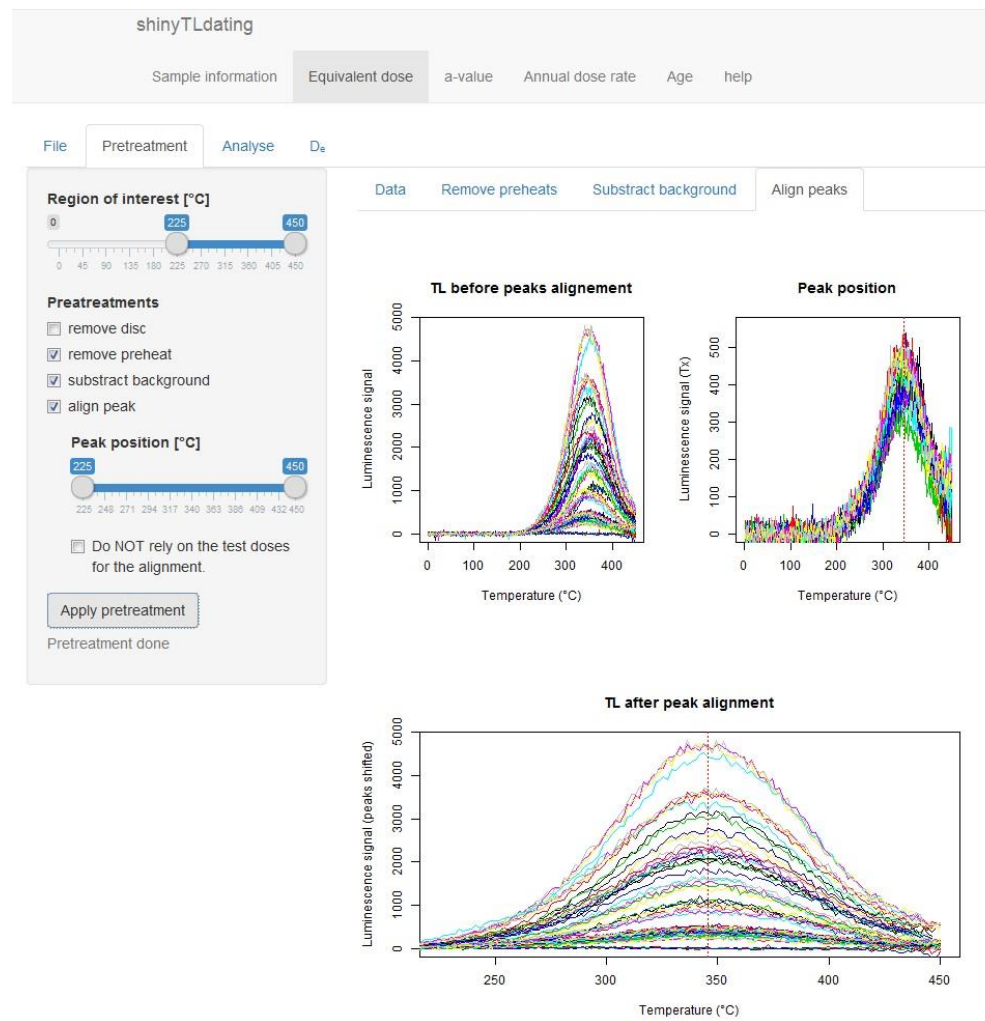 shinyTLdating
Sample information Equivalent dose a-value Annual dose rate Age help
File Pretreatment Analyse Dₑ
Data Remove preheats Substract background Align peaks
Region of interest [°C]
0 225 450
0 45 90 135 180 225 270 315 360 405 450
Preatreatments
remove disc
remove preheat
substract background
align peak
Peak position [°C]
225 450
225 248 271 294 317 340 363 386 409 432 450
Do NOT rely on the test doses
for the alignment.
Apply pretreatment
Pretreatment done
TL before peaks alignement
Luminescence signal
0 1000 2000 3000 4000 5000
0 100 200 300 400
Temperature (°C)
Peak position
Luminescence signal (Tx)
0 100 200 300 400 500
0 100 200 300 400
Temperature (°C)
TL after peak alignment
Luminescence signal (peaks shifted)
0 1000 2000 3000 4000 5000
250 300 350 400 450
Temperature (°C)